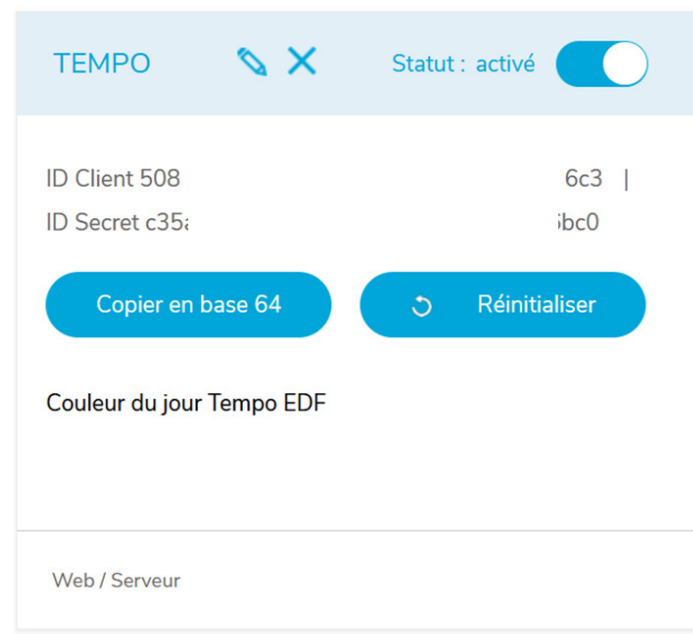 TEMPO Statut : activé
ID Client 508 6c3 |
ID Secret c35a bc0
Copier en base 64 Réinitialiser
Couleur du jour Tempo EDF
Web / Serveur